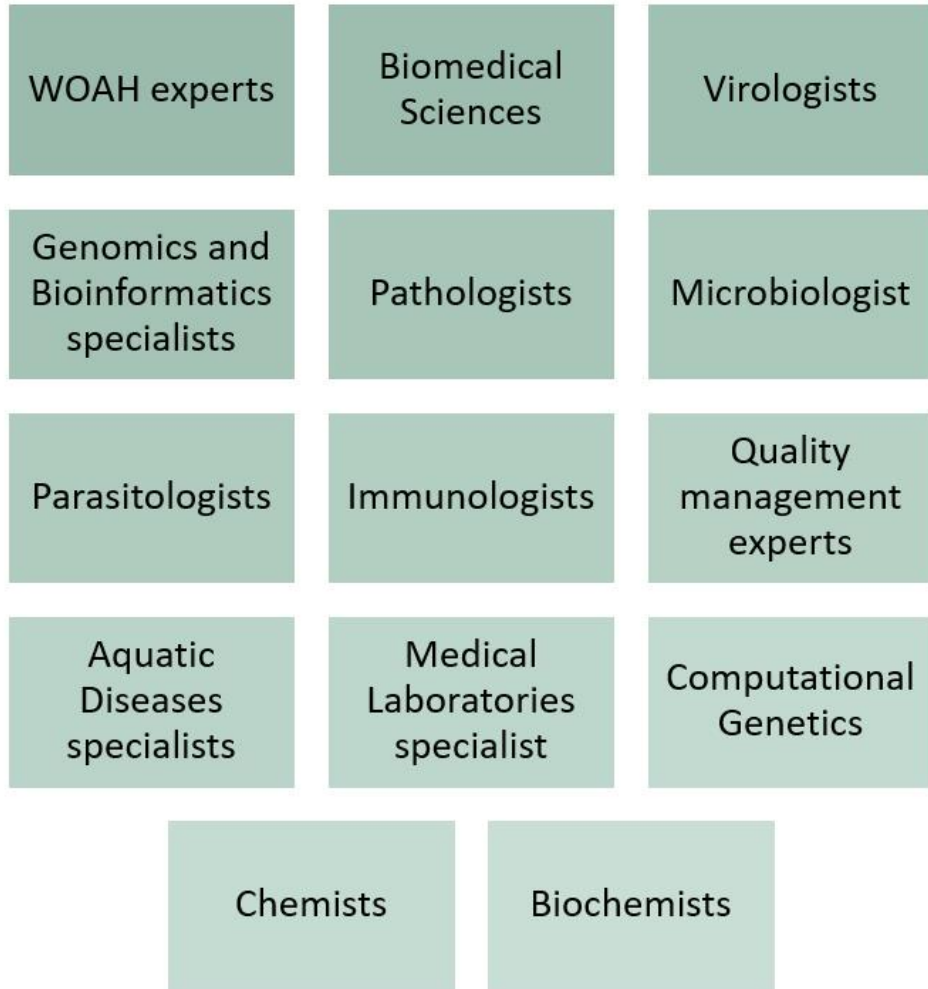 WOAH experts
Biomedical
Sciences
Virologists
Genomics and
Bioinformatics
specialists
Pathologists
Microbiologist
Parasitologists
Immunologists
Quality
management
experts
Aquatic
Diseases
specialists
Medical
Laboratories
specialist
Computational
Genetics
Chemists
Biochemists